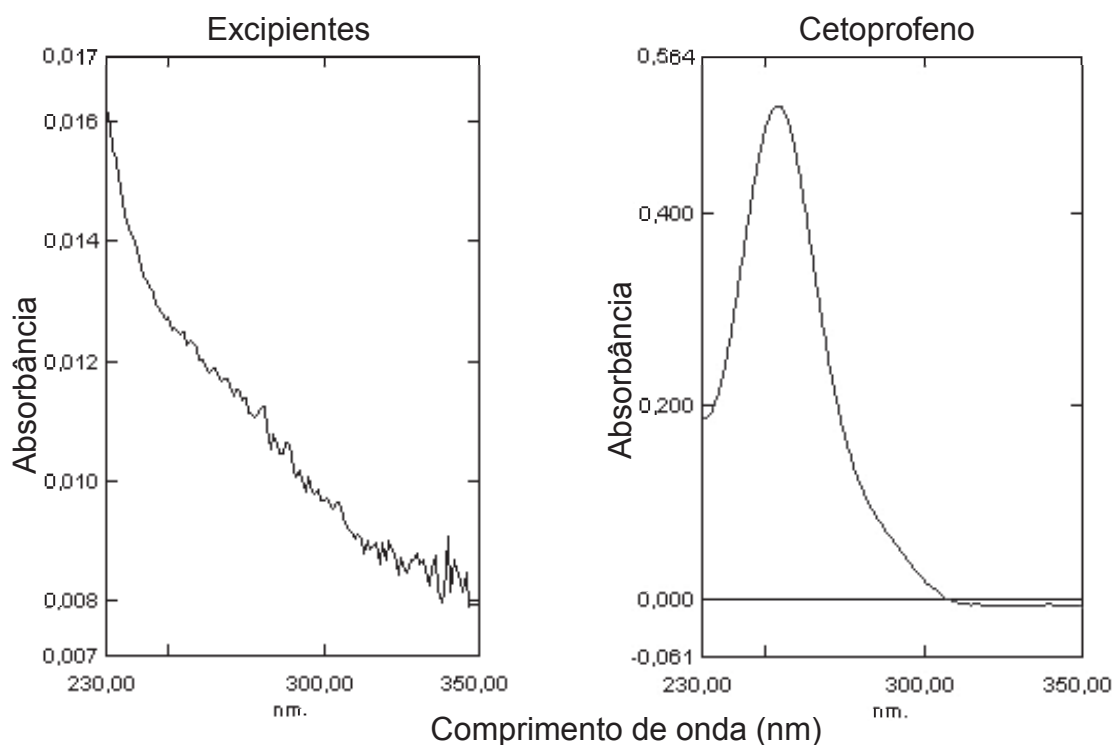 Excipientes
0,017
0,016
0,014
0,012
0,010
0,008
0,007
Absorbância
230,00
300,00
350,00
nm.
Cetoprofeno
0,564
0,400
0,200
0,000
-0,061
Absorbância
230,00
300,00
350,00
nm.
Comprimento de onda (nm)